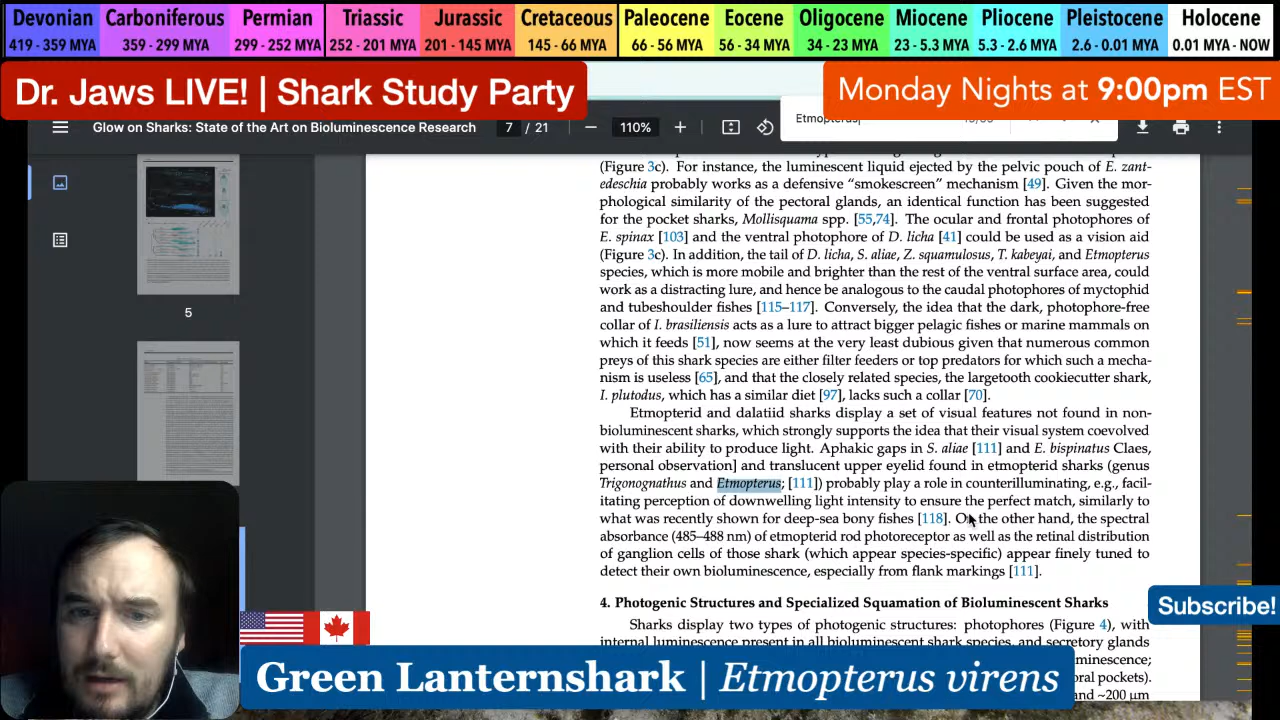 Devonian Carboniferous Permian Triassic Jurassic Cretaceous Paleocene Eocene Oligocene Miocene Pliocene Pleistocene Holocene
419 - 359 MYA 359 - 299 MYA 299 - 252 MYA 252 - 201 MYA 201 - 145 MYA 145 - 66 MYA 66 - 56 MYA 56 - 34 MYA 34 - 23 MYA 23 - 5.3 MYA 5.3 - 2.6 MYA 2.6 - 0.01 MYA 0.01 MYA - NOW
Dr. Jaws LIVE! | Shark Study Party
Monday Nights at 9:00pm EST
Glow on Sharks: State of the Art on Bioluminescence Research 7 / 21 110% Etmopterus
(Figure 3c). For instance, the luminescent liquid ejected by the pelvic pouch of E. zant-
edeschia probably works as a defensive “smokescreen” mechanism [49]. Given the mor-
phological similarity of the pectoral glands, an identical function has been suggested
for the pocket sharks, Mollisquama spp. [55,74]. The ocular and frontal photophores of
E. spinax [103] and the ventral photophore of D. licha [41] could be used as a vision aid
(Figure 3c). In addition, the tail of D. licha, S. aliae, Z. squamulosus, T. kabeyai, and Etmopterus
species, which is more mobile and brighter than the rest of the ventral surface area, could
work as a distracting lure, and hence be analogous to the caudal photophores of myctophid
and tubeshoulder fishes [115–117]. Conversely, the idea that the dark, photophore-free
collar of I. brasiliensis acts as a lure to attract bigger pelagic fishes or marine mammals on
which it feeds [51], now seems at the very least dubious given that numerous common
preys of this shark species are either filter feeders or top predators for which such a mecha-
nism is useless [65], and that the closely related species, the largetooth cookiecutter shark,
I. plutodus, which has a similar diet [97], lacks such a collar [70].
Etmopterid and dalatiid sharks display a set of visual features not found in non-
bioluminescent sharks, which strongly supports the idea that their visual system coevolved
with their ability to produce light. Aphakic gaps in S. aliae [111] and E. bispinatus Claes,
personal observation] and translucent upper eyelid found in etmopterid sharks (genus
Trigonognathus and Etmopterus; [111]) probably play a role in counterilluminating, e.g., facil-
itating perception of downwelling light intensity to ensure the perfect match, similarly to
what was recently shown for deep-sea bony fishes [118]. On the other hand, the spectral
absorbance (485–488 nm) of etmopterid rod photoreceptor as well as the retinal distribution
of ganglion cells of those shark (which appear species-specific) appear finely tuned to
detect their own bioluminescence, especially from flank markings [111].
4. Photogenic Structures and Specialized Squamation of Bioluminescent Sharks
Sharks display two types of photogenic structures: photophores (Figure 4), with
internal luminescence present in all bioluminescent shark species, and secretory glands
minescence;
oral pockets).
and ~200 µm
5
Subscribe!
Green Lanternshark | Etmopterus virens